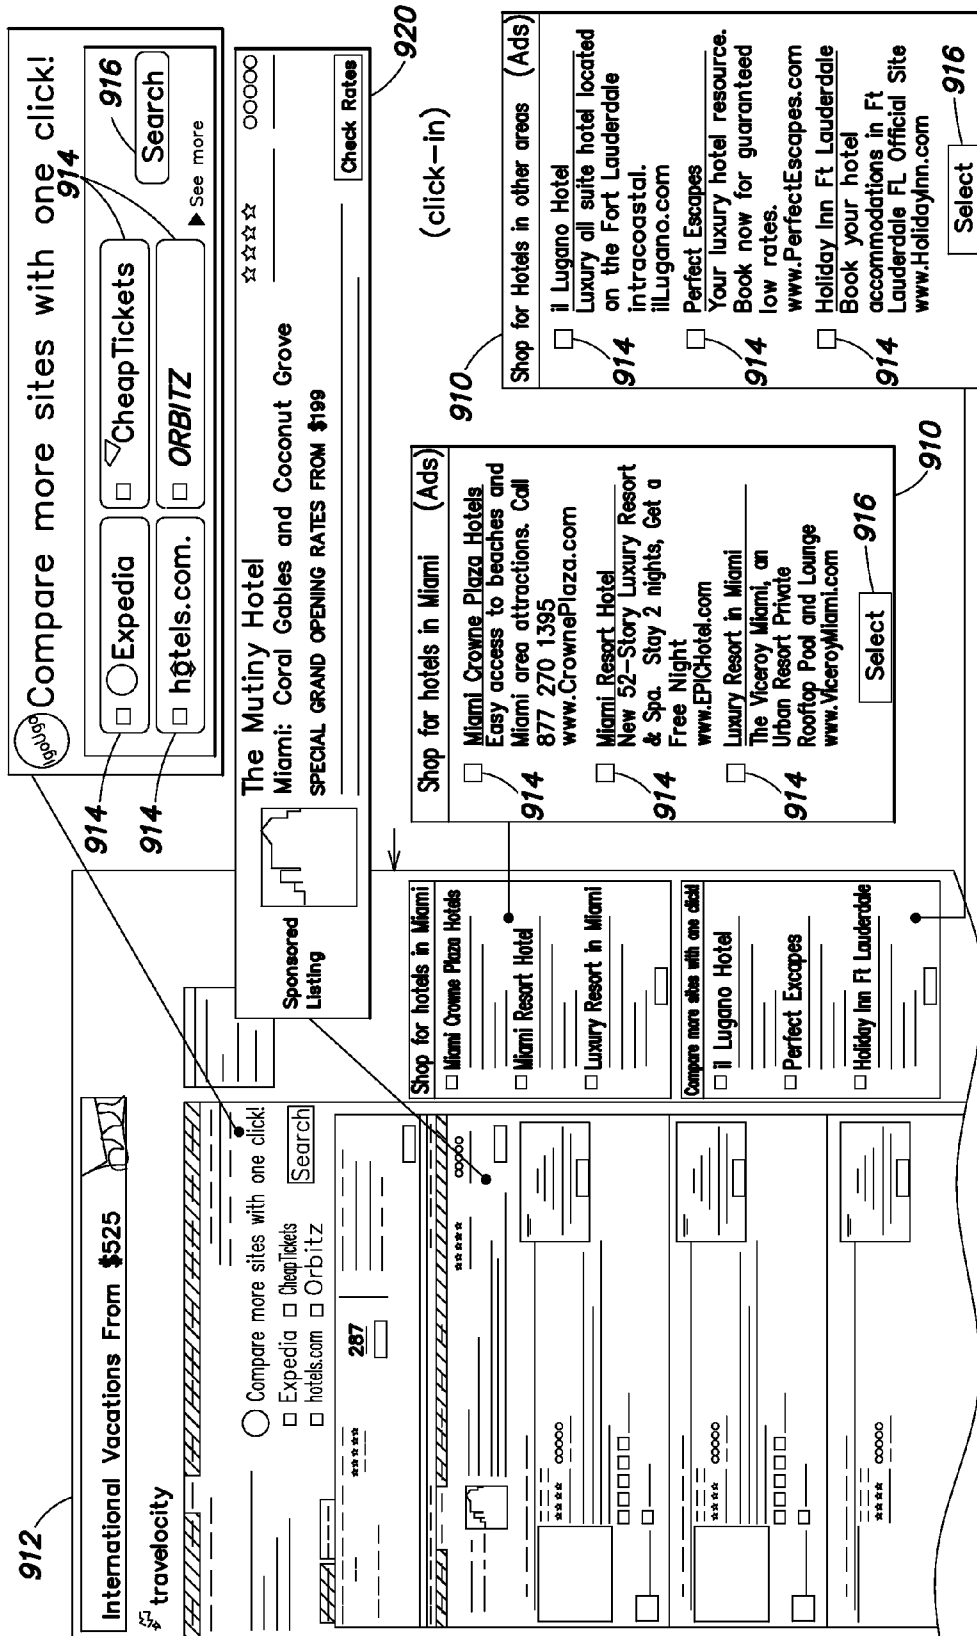 912
International Vacations From $525
travelocity
Compare more sites with one click!
Expedia
CheapTickets
hotels.com
Orbitz
Search
287
Shop for hotels in Miami
Miami Crowne Plaza Hotels
Miami Resort Hotel
Luxury Resort in Miami
Compare more sites with one click!
il Lugano Hotel
Perfect Excapes
Holiday Inn Ft Lauderdale
igoUgo
Compare more sites with one click!
914
Expedia
CheapTickets
914
916
Search
914
hotels.com.
ORBITZ
See more
Sponsored
Listing
The Mutiny Hotel
Miami: Coral Gables and Coconut Grove
SPECIAL GRAND OPENING RATES FROM $199
Check Rates
920
(click-in)
Shop for hotels in Miami (Ads)
Miami Crowne Plaza Hotels
Easy access to beaches and
Miami area attractions. Call
877 270 1395
www.CrownePlaza.com
914
Miami Resort Hotel
New 52-Story Luxury Resort
& Spa. Stay 2 nights, Get a
Free Night
www.EPICHotel.com
914
Luxury Resort in Miami
The Viceroy Miami, an
Urban Resort Private
Rooftop Pool and Lounge
www.ViceroyMiami.com
914
Select
916
910
910
Shop for Hotels in other areas (Ads)
il Lugano Hotel
Luxury all suite hotel located
on the Fort Lauderdale
intracoastal.
iilLugano.com
914
Perfect Escapes
Your luxury hotel resource.
Book now for guaranteed
low rates.
www.PerfectEscapes.com
914
Holiday Inn Ft Lauderdale
Book your hotel
accommodations in Ft
Lauderdale FL Official Site
www.HolidayInn.com
914
Select
916